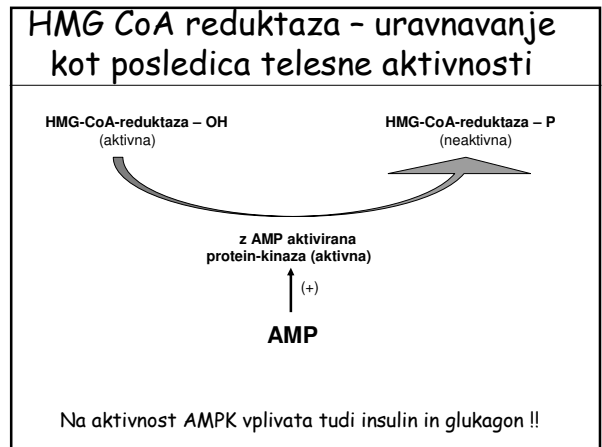 HMG CoA reduktaza – uravnavanje
kot posledica telesne aktivnosti
HMG-CoA-reduktaza – OH
(aktivna)
HMG-CoA-reduktaza – P
(neaktivna)
z AMP aktivirana
protein-kinaza (aktivna)
(+)
AMP
Na aktivnost AMPK vplivata tudi insulin in glukagon !!